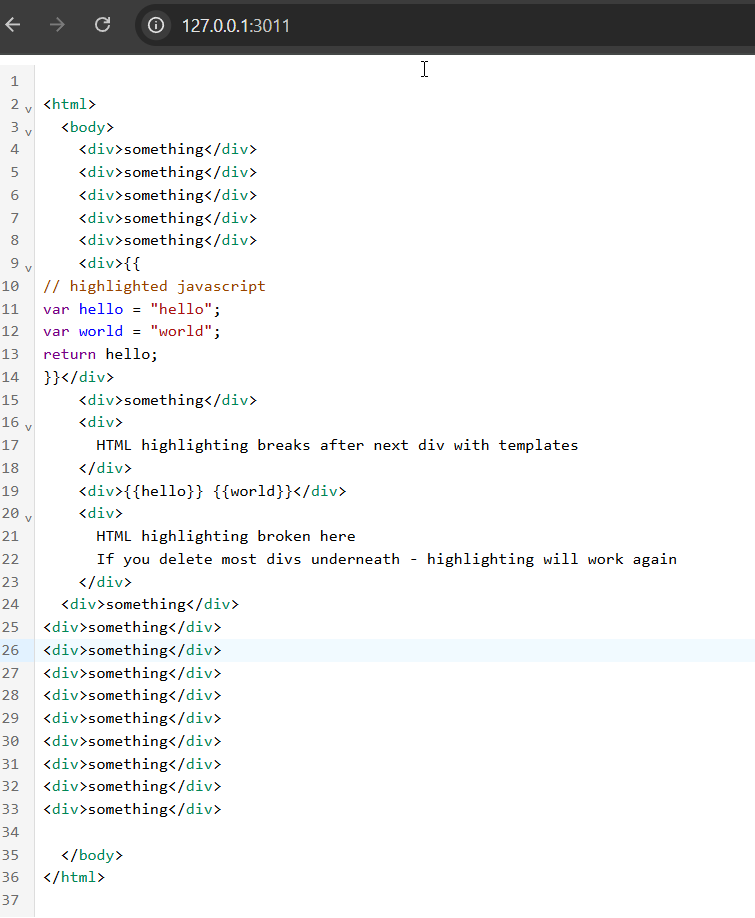 127.0.0.1:3011
1
2 <html>
3   <body>
4     <div>something</div>
5     <div>something</div>
6     <div>something</div>
7     <div>something</div>
8     <div>something</div>
9     <div>{{
10 // highlighted javascript
11 var hello = "hello";
12 var world = "world";
13 return hello;
14 }}</div>
15     <div>something</div>
16     <div>
17       HTML highlighting breaks after next div with templates
18     </div>
19     <div>{{hello}} {{world}}</div>
20     <div>
21       HTML highlighting broken here
22       If you delete most divs underneath - highlighting will work again
23     </div>
24   <div>something</div>
25 <div>something</div>
26 <div>something</div>
27 <div>something</div>
28 <div>something</div>
29 <div>something</div>
30 <div>something</div>
31 <div>something</div>
32 <div>something</div>
33 <div>something</div>
34
35   </body>
36 </html>
37